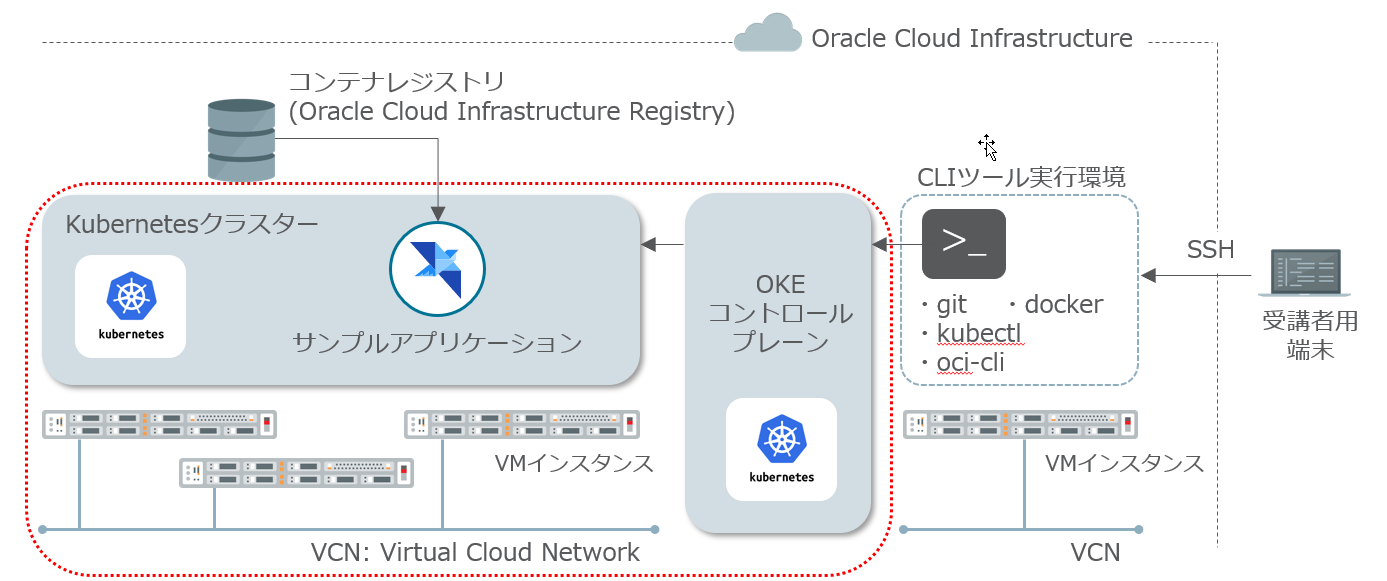 Oracle Cloud Infrastructure
コンテナレジストリ
(Oracle Cloud Infrastructure Registry)
CLIツール実行環境
Kubernetesクラスター
kubernetes
サンプルアプリケーション
OKE
コントロール
プレーン
kubernetes
>_
・git ・docker
・kubectl
・oci-cli
SSH
受講者用
端末
VMインスタンス
VMインスタンス
VCN: Virtual Cloud Network
VCN